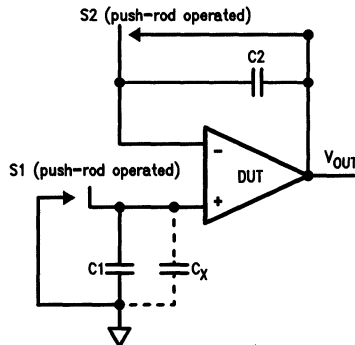 S2 (push-rod operated)
C2
S1 (push-rod operated)
-
DUT
VOUT
+
C1
CX